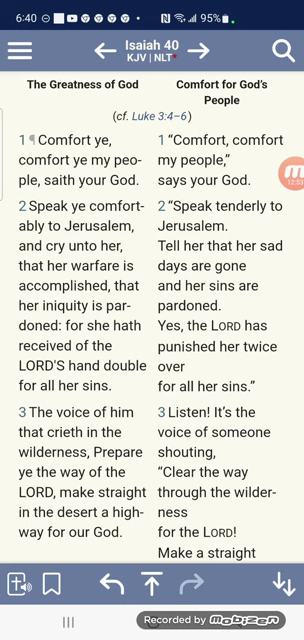 6:40
95%
Isaiah 40
KJV | NLT*
The Greatness of God
Comfort for God's
People
(cf. Luke 3:4–6)
1 ¶ Comfort ye,
comfort ye my peo-
ple, saith your God.
2 Speak ye comfort-
ably to Jerusalem,
and cry unto her,
that her warfare is
accomplished, that
her iniquity is par-
doned: for she hath
received of the
LORD'S hand double
for all her sins.
3 The voice of him
that crieth in the
wilderness, Prepare
ye the way of the
LORD, make straight
in the desert a high-
way for our God.
1 “Comfort, comfort
my people,”
says your God.
2 “Speak tenderly to
Jerusalem.
Tell her that her sad
days are gone
and her sins are
pardoned.
Yes, the LORD has
punished her twice
over
for all her sins.”
3 Listen! It’s the
voice of someone
shouting,
“Clear the way
through the wilder-
ness
for the LORD!
Make a straight
Recorded by mobizen